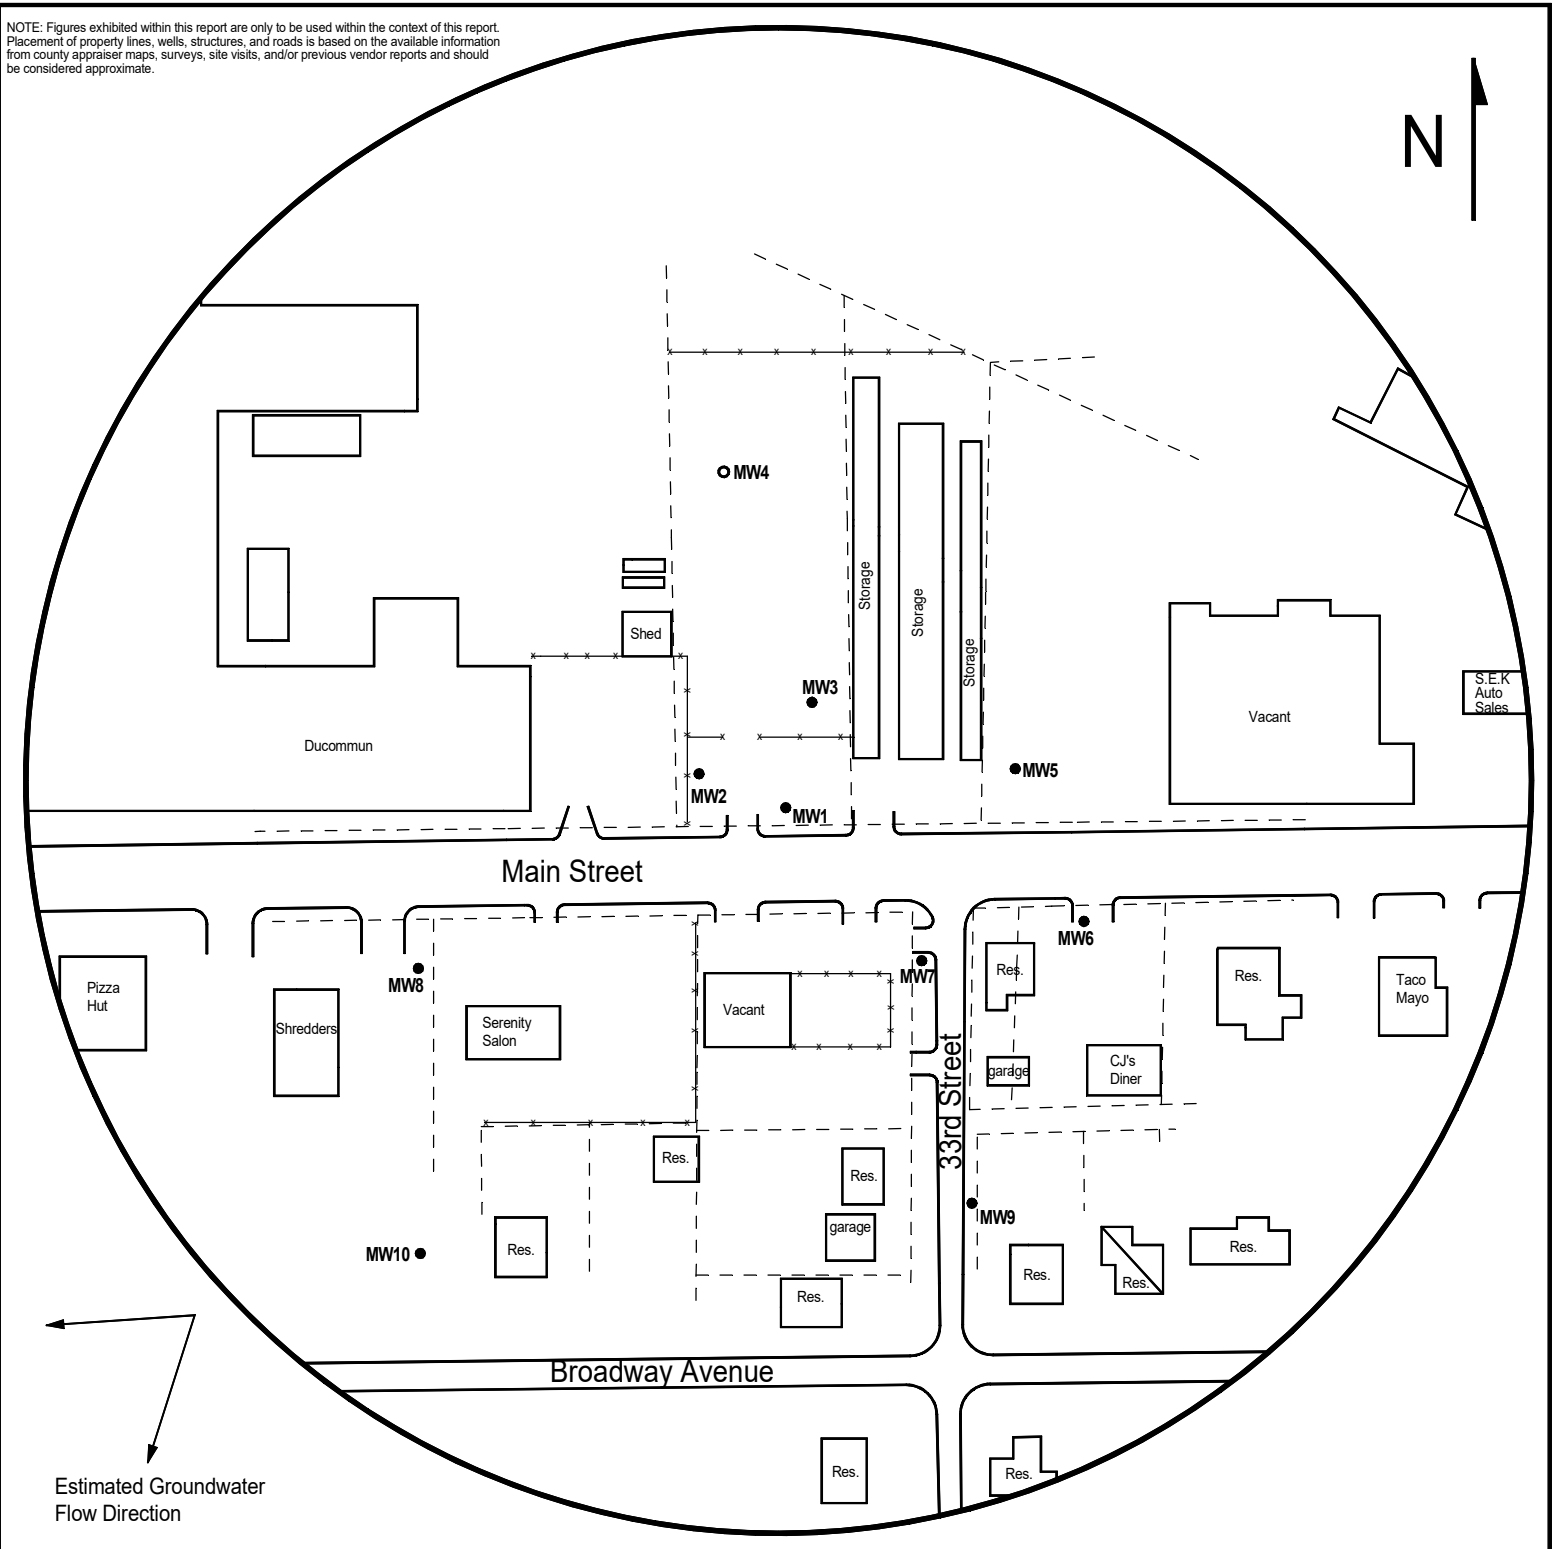 NOTE: Figures exhibited within this report are only to be used within the context of this report.
Placement of property lines, wells, structures, and roads is based on the available information
from county appraiser maps, surveys, site visits, and/or previous vendor reports and should
be considered approximate.
N
MW4
Storage
Storage
Storage
Shed
MW3
S.E.K
Auto
Sales
Vacant
Ducommun
MW5
MW2
MW1
Main Street
MW6
MW7
MW8
Res.
Res.
Taco
Mayo
Pizza
Hut
Vacant
Shredders
Serenity
Salon
33rd Street
garage
CJ's
Diner
Res.
Res.
MW9
garage
MW10
Res.
Res.
Res.
Res.
Res.
Broadway Avenue
Res.
Res.
Estimated Groundwater
Flow Direction